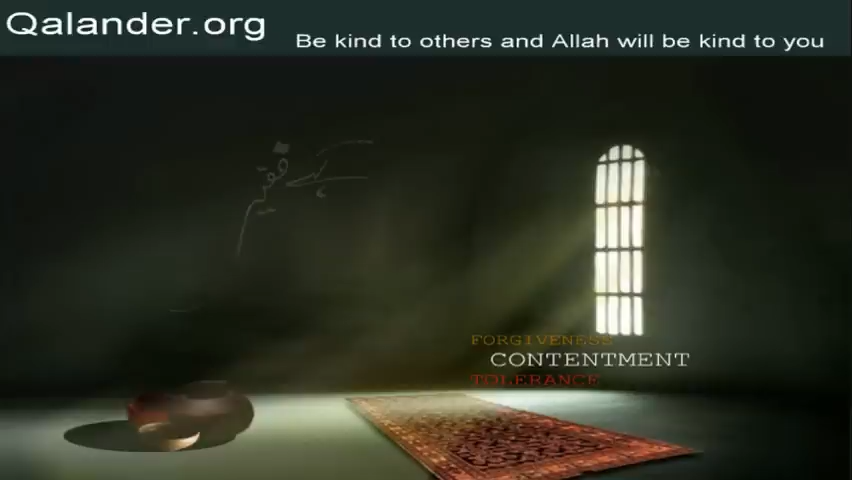 Qalander.org
Be kind to others and Allah will be kind to you
FORGIVENESS
CONTENTMENT
TOLERANCE